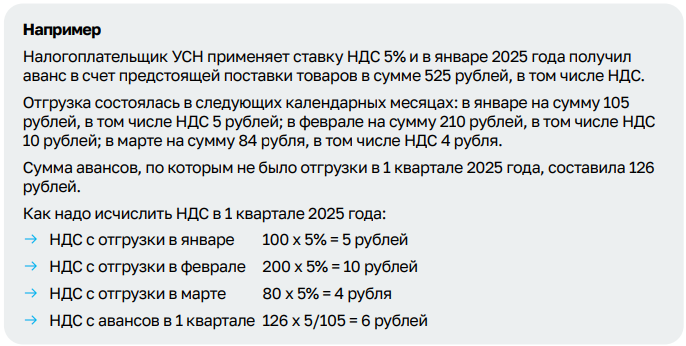 Например
Налогоплательщик УСН применяет ставку НДС 5% и в январе 2025 года получил
аванс в счет предстоящей поставки товаров в сумме 525 рублей, в том числе НДС.
Отгрузка состоялась в следующих календарных месяцах: в январе на сумму 105
рублей, в том числе НДС 5 рублей; в феврале на сумму 210 рублей, в том числе НДС
10 рублей; в марте на сумму 84 рубля, в том числе НДС 4 рубля.
Сумма авансов, по которым не было отгрузки в 1 квартале 2025 года, составила 126
рублей.
Как надо исчислить НДС в 1 квартале 2025 года:
→ НДС с отгрузки в январе 100 x 5% = 5 рублей
→ НДС с отгрузки в феврале 200 x 5% = 10 рублей
→ НДС с отгрузки в марте 80 x 5% = 4 рубля
→ НДС с авансов в 1 квартале 126 x 5/105 = 6 рублей